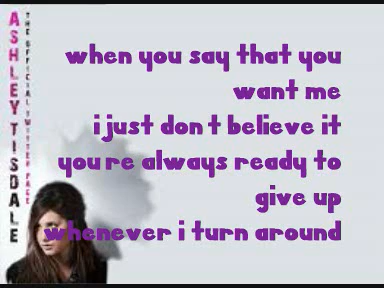 ASHLEY TISDALE
THE OFFICIAL TWITTER PAGE
when you say that you
want me
i just don t believe it
you re always ready to
give up
whenever i turn around